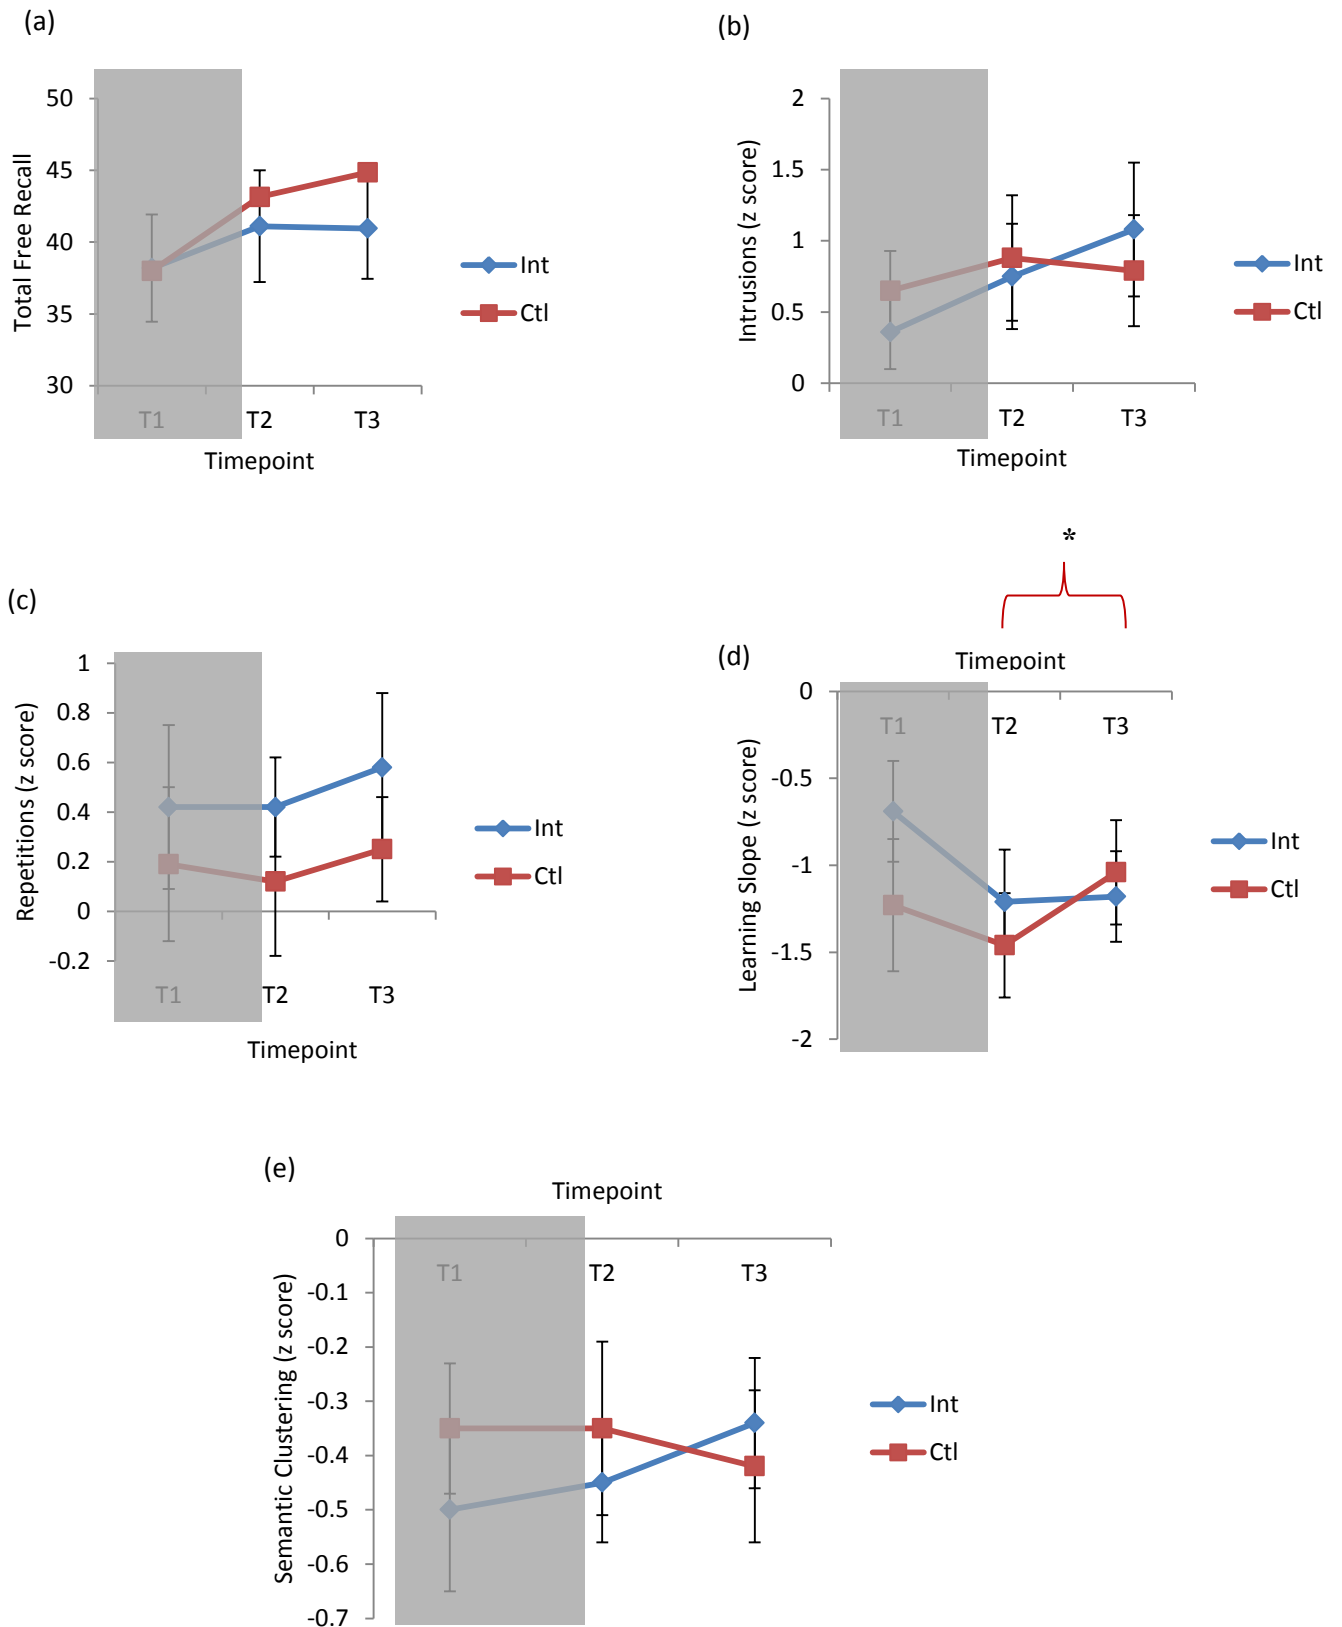 (a)
50
45
40
35
30
Total Free Recall
T1 T2 T3
Timepoint
Int
Ctl
(b)
2
1.5
1
0.5
0
Intrusions (z score)
T1 T2 T3
Timepoint
Int
Ctl
(c)
1
0.8
0.6
0.4
0.2
0
-0.2
Repetitions (z score)
T1 T2 T3
Timepoint
Int
Ctl
*
(d)
Timepoint
0
-0.5
-1
-1.5
-2
Learning Slope (z score)
T1 T2 T3
Int
Ctl
(e)
Timepoint
0
-0.1
-0.2
-0.3
-0.4
-0.5
-0.6
-0.7
Semantic Clustering (z score)
T1 T2 T3
Int
Ctl